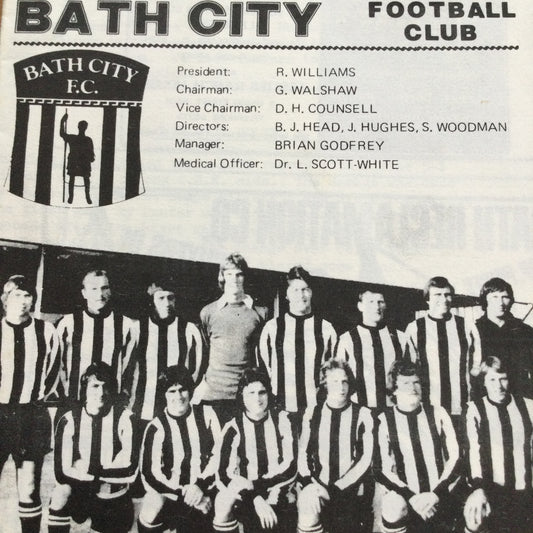 BATH CITY
FOOTBALL
CLUB
BATH CITY
F.C.
President: R. WILLIAMS
Chairman: G. WALSHAW
Vice Chairman: D. H. COUNSELL
Directors: B. J. HEAD, J. HUGHES, S. WOODMAN
Manager: BRIAN GODFREY
Medical Officer: Dr. L. SCOTT-WHITE